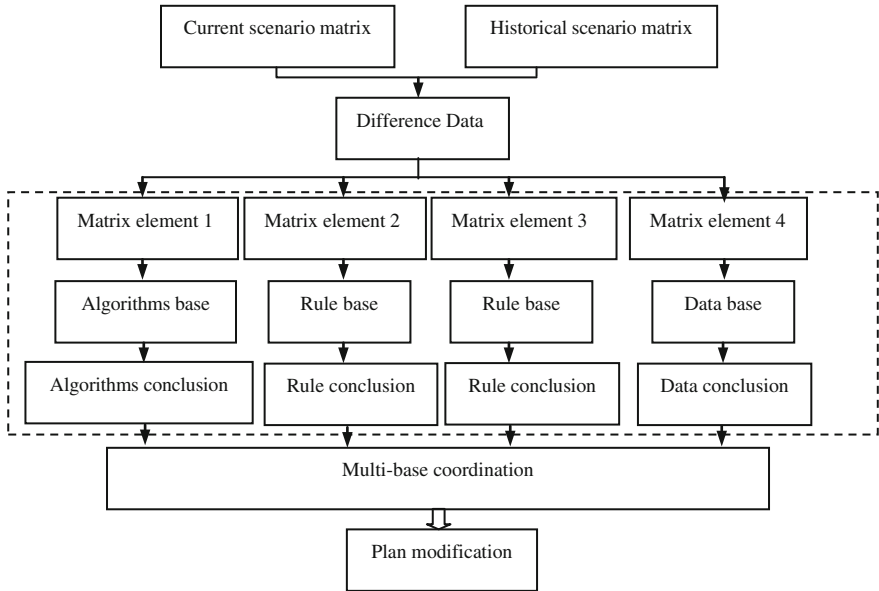 Current scenario matrix
Historical scenario matrix
Difference Data
Matrix element 1
Matrix element 2
Matrix element 3
Matrix element 4
Algorithms base
Rule base
Rule base
Data base
Algorithms conclusion
Rule conclusion
Rule conclusion
Data conclusion
Multi-base coordination
Plan modification